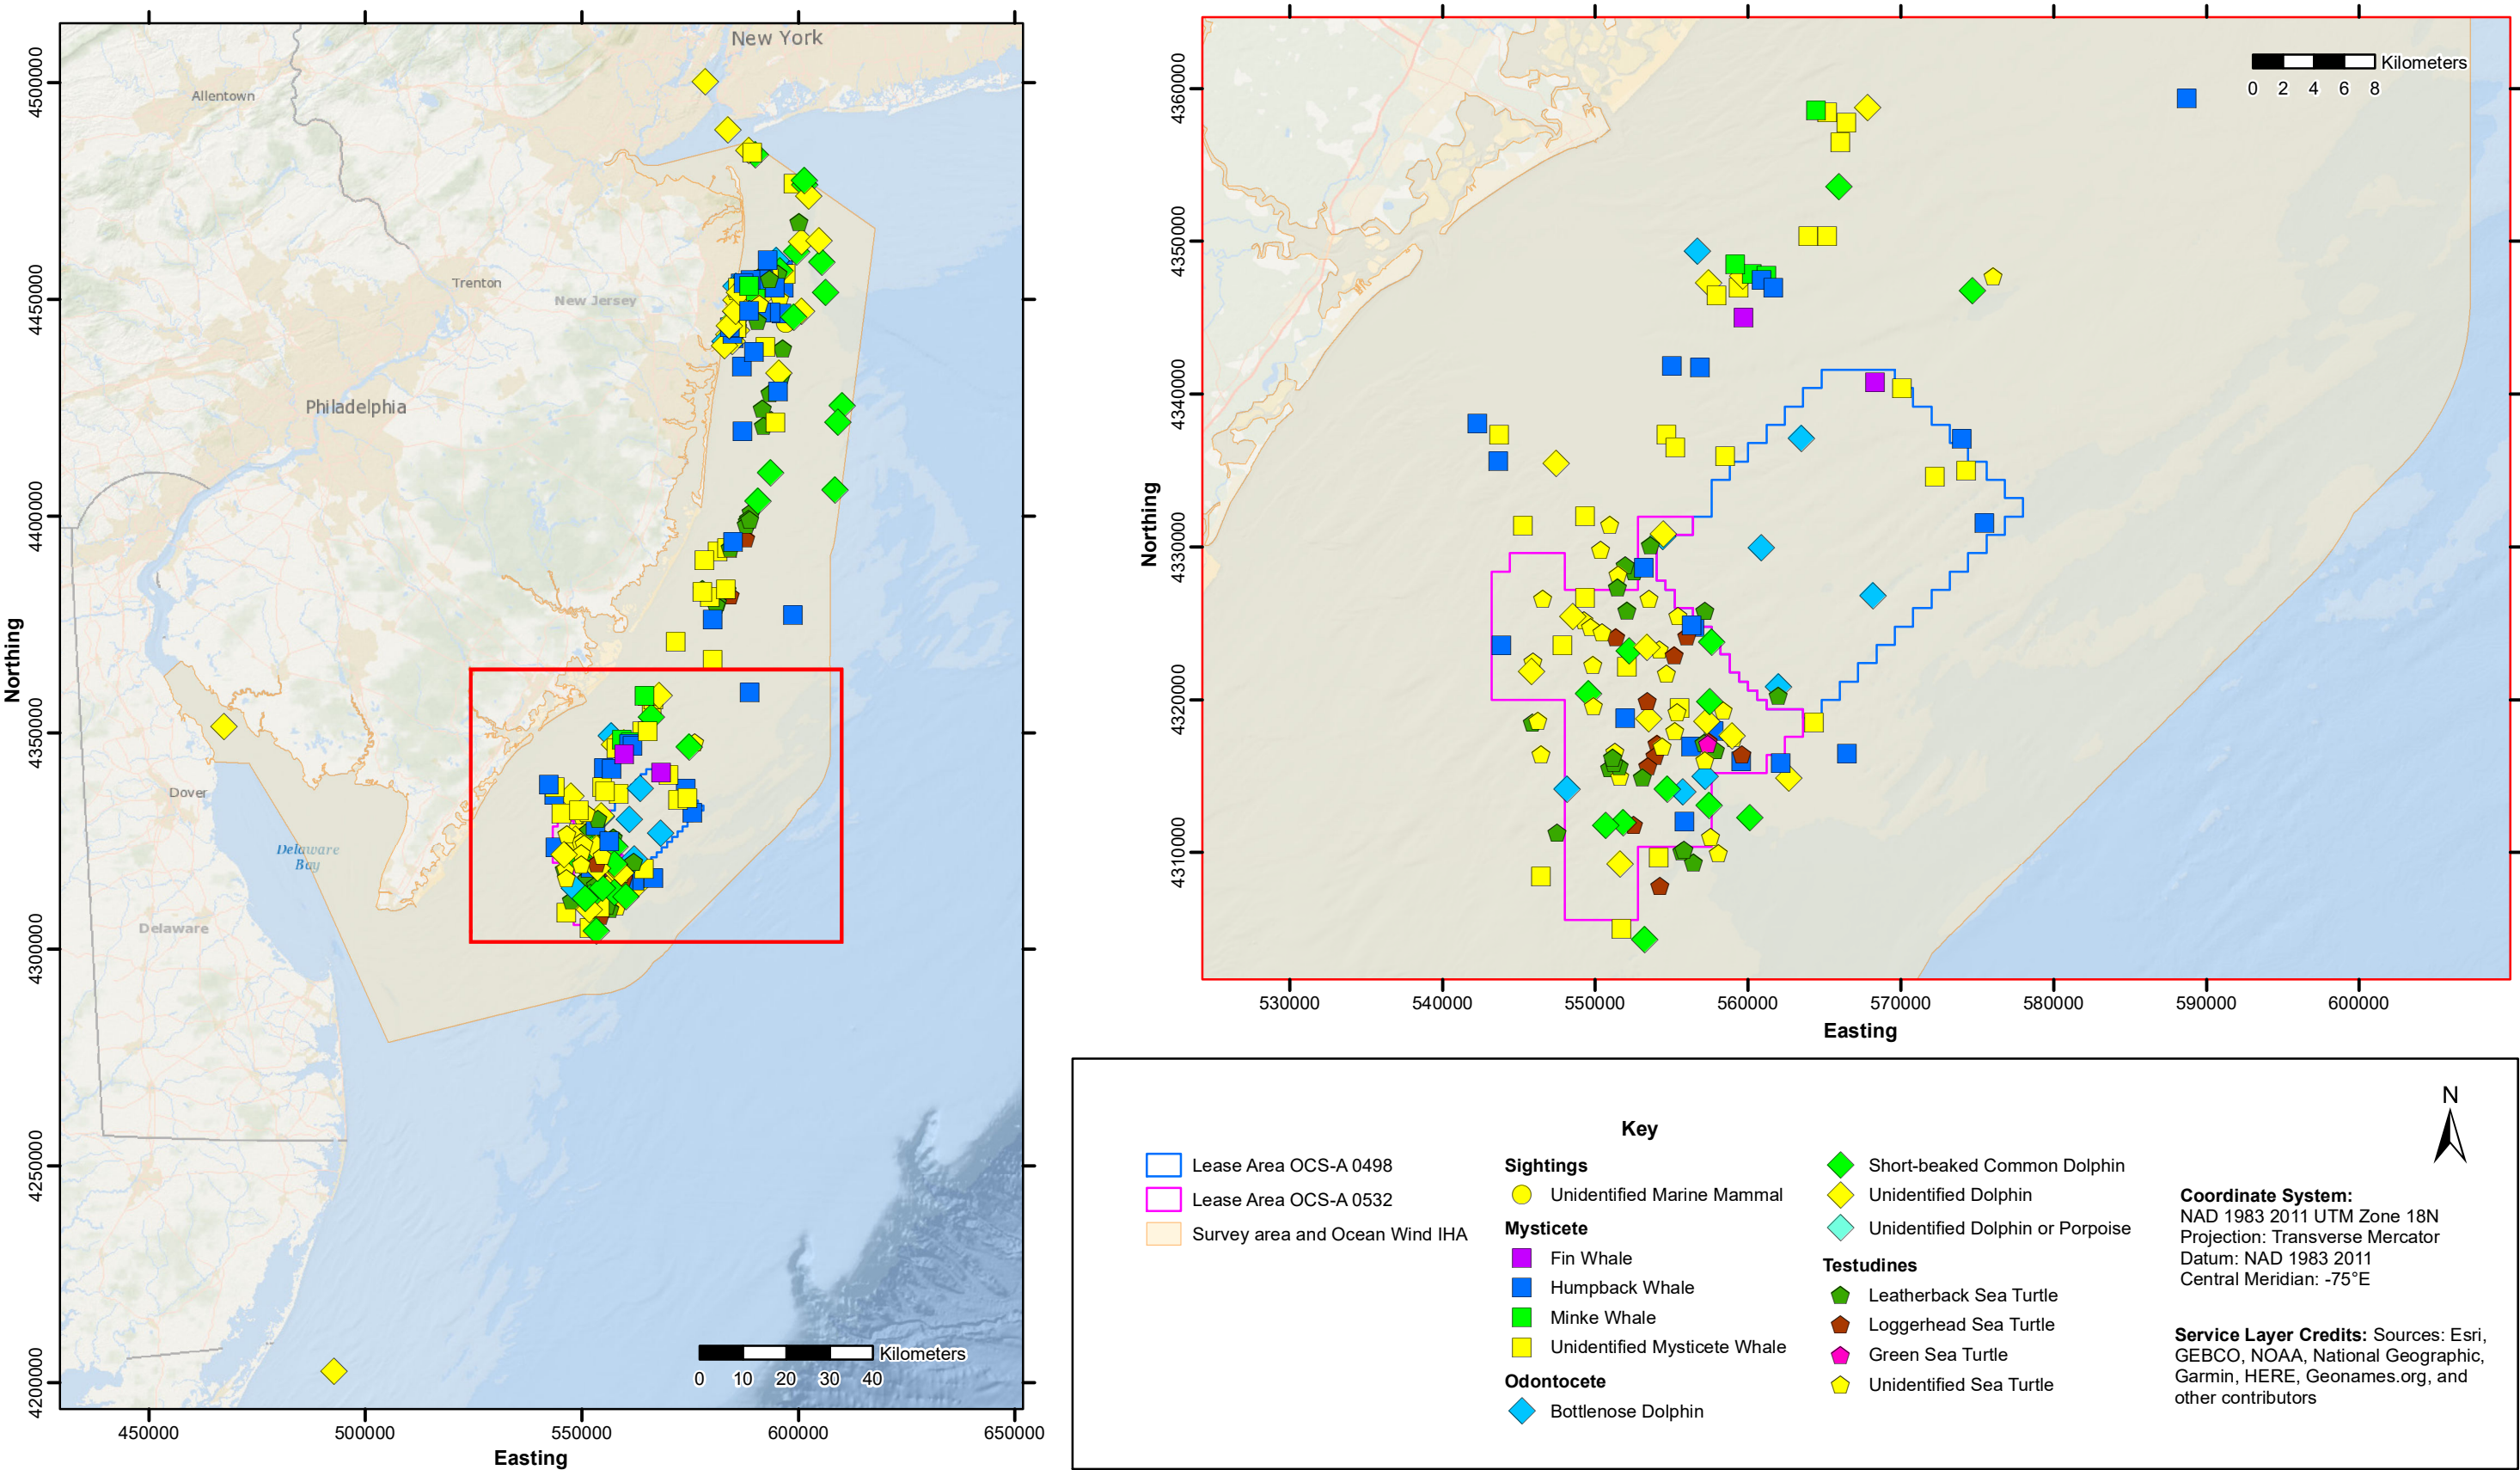 New York
Allentown
Trenton
New Jersey
Philadelphia
Dover
Delaware
Bay
Delaware
Kilometers
0 10 20 30 40
4500000
4450000
4400000
4350000
4300000
4250000
4200000
Northing
450000 500000 550000 600000 650000
Easting
Kilometers
0 2 4 6 8
4360000
4350000
4340000
4330000
4320000
4310000
Northing
530000 540000 550000 560000 570000 580000 590000 600000
Easting
Key
Lease Area OCS-A 0498
Lease Area OCS-A 0532
Survey area and Ocean Wind IHA
Sightings
Unidentified Marine Mammal
Mysticete
Fin Whale
Humpback Whale
Minke Whale
Unidentified Mysticete Whale
Odontocete
Bottlenose Dolphin
Short-beaked Common Dolphin
Unidentified Dolphin
Unidentified Dolphin or Porpoise
Testudines
Leatherback Sea Turtle
Loggerhead Sea Turtle
Green Sea Turtle
Unidentified Sea Turtle
N
Coordinate System:
NAD 1983 2011 UTM Zone 18N
Projection: Transverse Mercator
Datum: NAD 1983 2011
Central Meridian: -75°E
Service Layer Credits: Sources: Esri,
GEBCO, NOAA, National Geographic,
Garmin, HERE, Geonames.org, and
other contributors